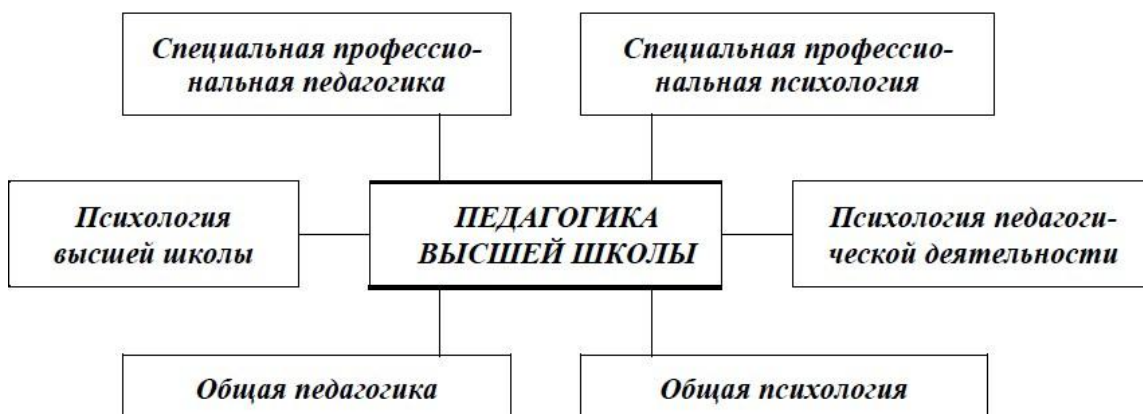 Специальная профессио-
нальная педагогика
Специальная профессио-
нальная психология
Психология
высшей школы
ПЕДАГОГИКА
ВЫСШЕЙ ШКОЛЫ
Психология педагоги-
ческой деятельности
Общая педагогика
Общая психология